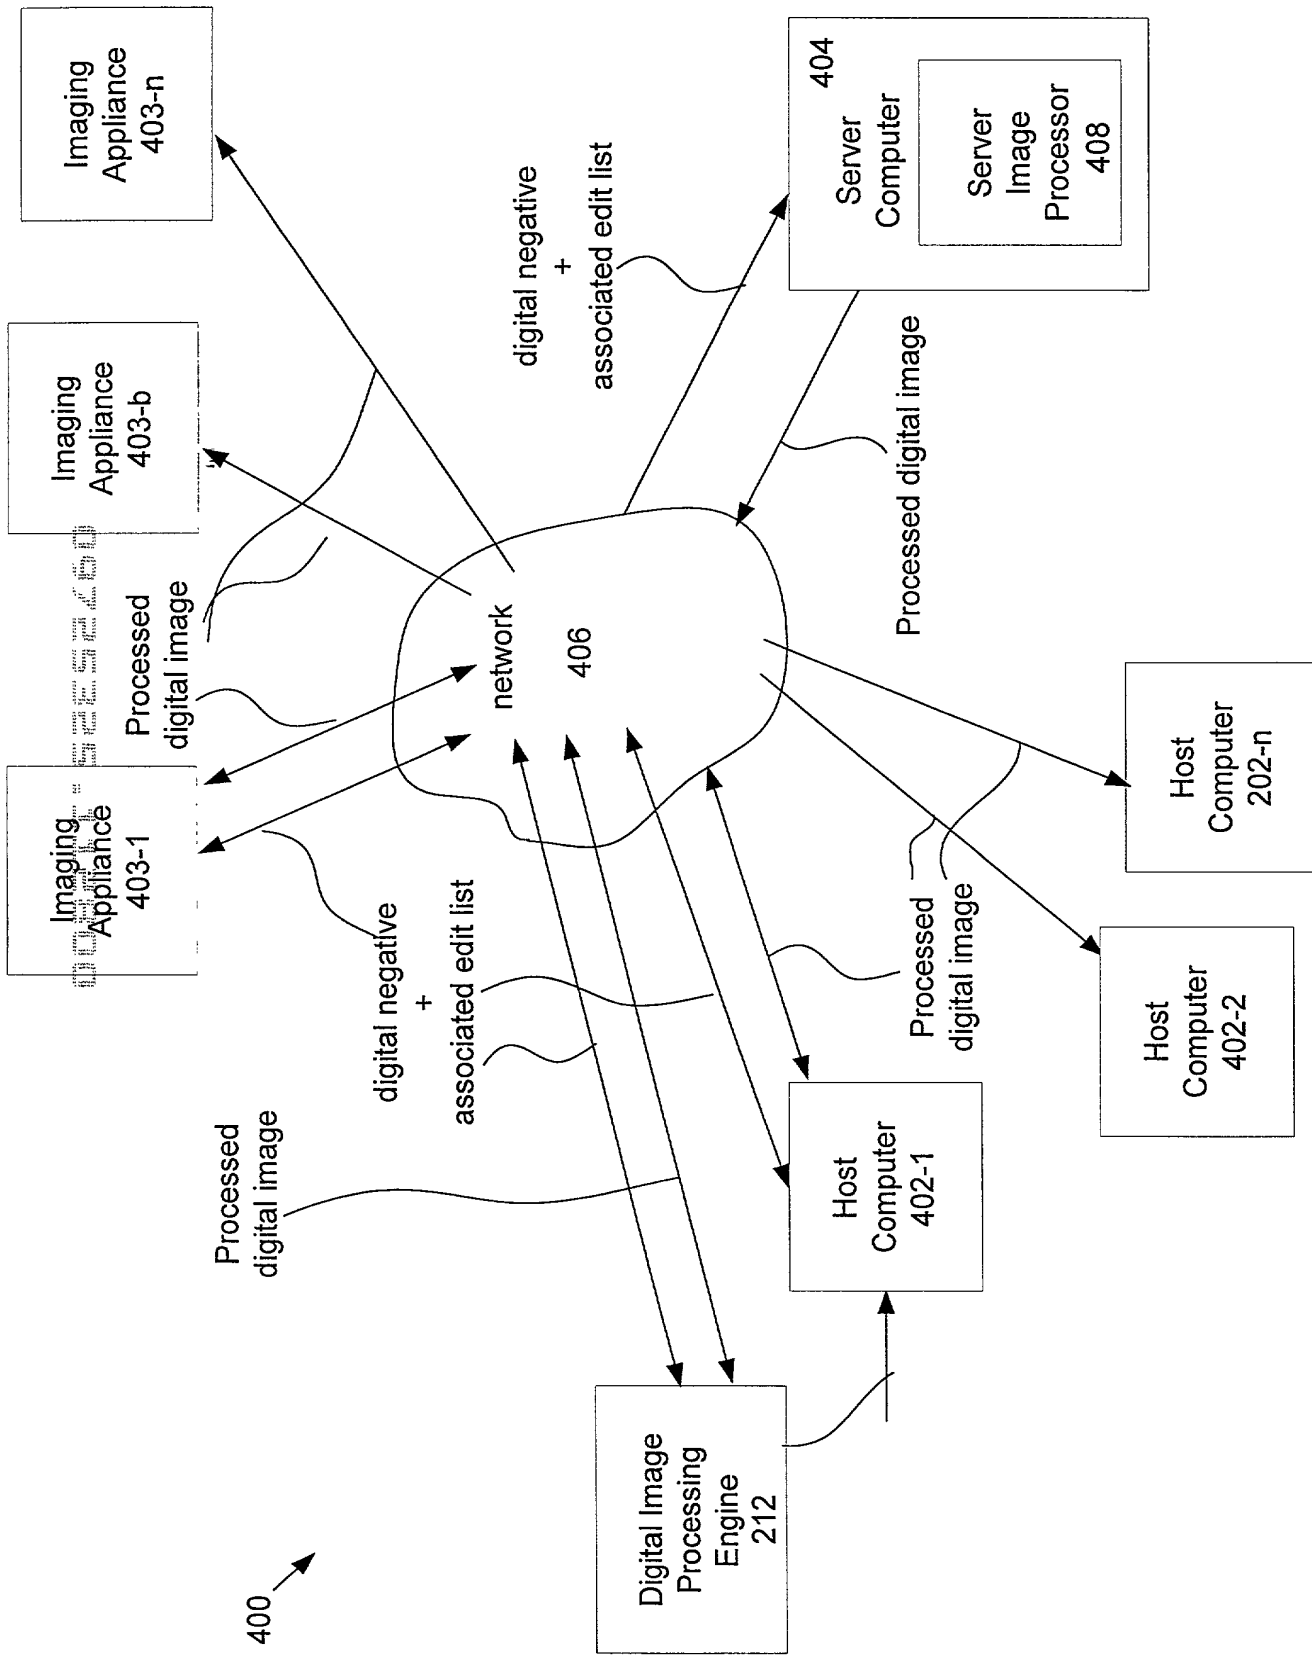 Imaging
Appliance
403-1
Imaging
Appliance
403-b
Imaging
Appliance
403-n
Processed
digital image
Processed
digital image
400
digital negative
+
associated edit list
network
406
digital negative
+
associated edit list
Digital Image
Processing
Engine
212
404
Server
Computer
Server
Image
Processor
408
Host
Computer
402-1
Processed digital image
Processed
digital image
Host
Computer
402-2
Host
Computer
202-n